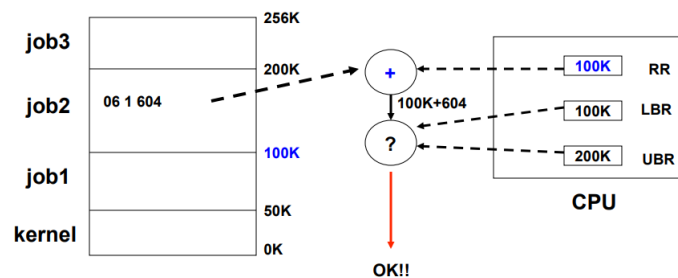 256K
job3
200K
+
100K
RR
job2
06 1 604
100K+604
100K
LBR
?
100K
200K
UBR
job1
CPU
50K
kernel
0K
OK!!